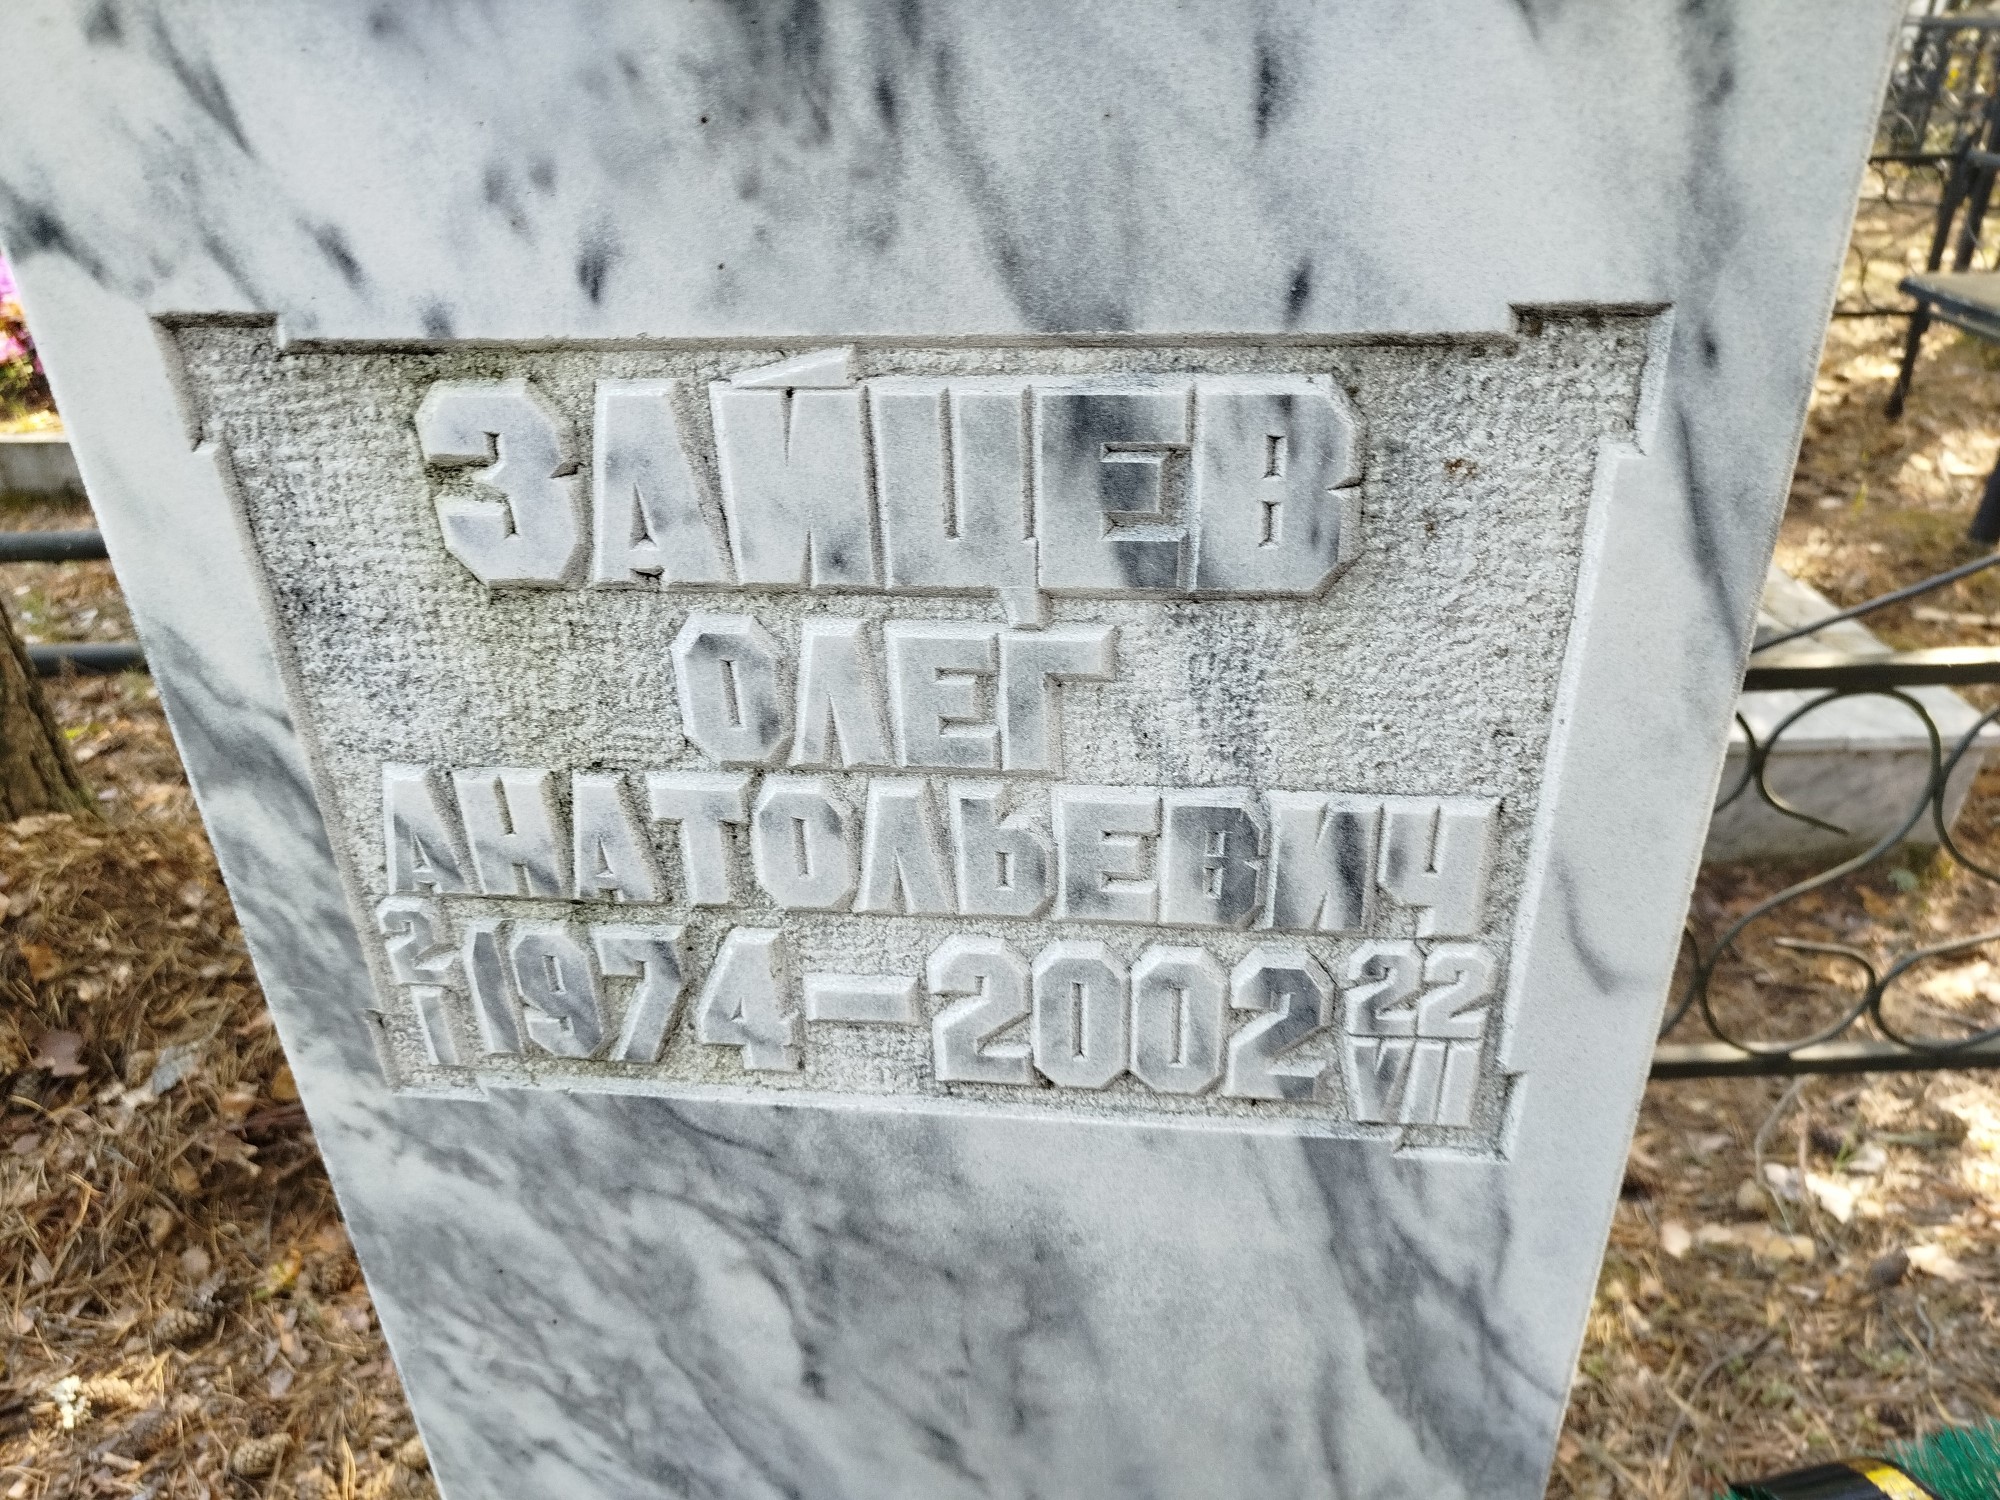 ЗАЙЦЕВ
ОЛЕГ
АНАТОЛЬЕВИЧ
2 I 1974 – 2002 22 VII